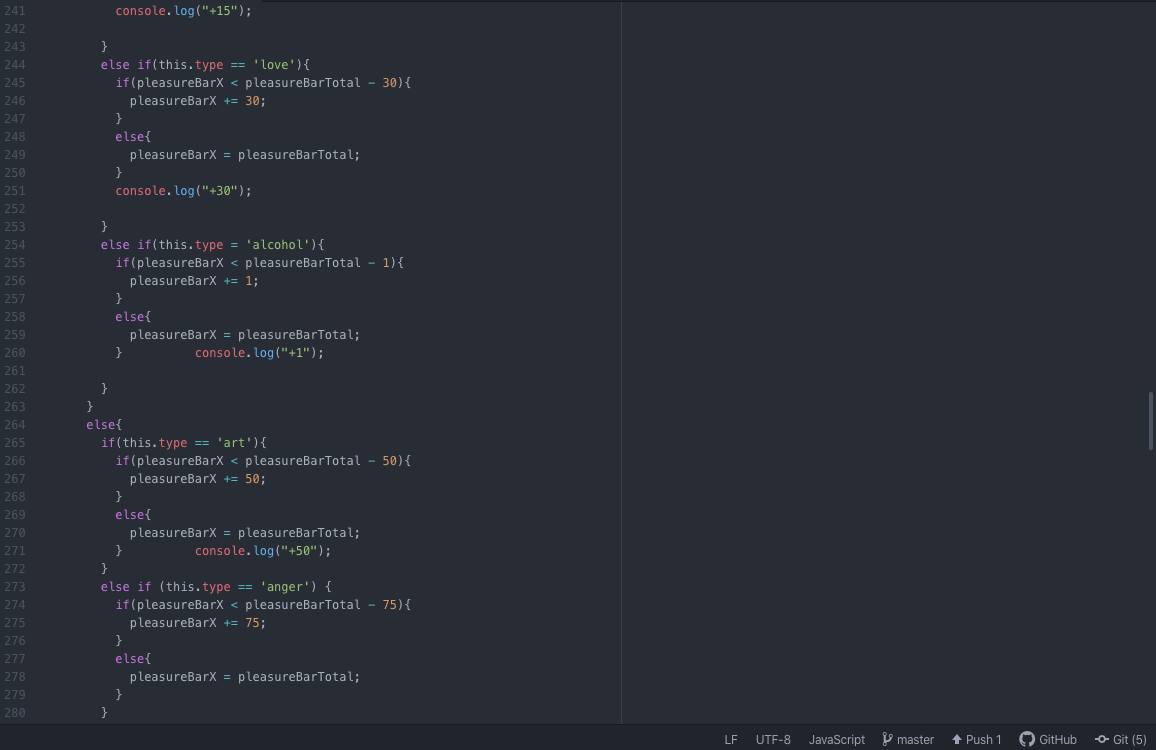 241 console.log("+15");
242
243 }
244 else if(this.type == 'love'){
245 if(pleasureBarX < pleasureBarTotal - 30){
246 pleasureBarX += 30;
247 }
248 else{
249 pleasureBarX = pleasureBarTotal;
250 }
251 console.log("+30");
252
253 }
254 else if(this.type = 'alcohol'){
255 if(pleasureBarX < pleasureBarTotal - 1){
256 pleasureBarX += 1;
257 }
258 else{
259 pleasureBarX = pleasureBarTotal;
260 } console.log("+1");
261
262 }
263 }
264 else{
265 if(this.type == 'art'){
266 if(pleasureBarX < pleasureBarTotal - 50){
267 pleasureBarX += 50;
268 }
269 else{
270 pleasureBarX = pleasureBarTotal;
271 } console.log("+50");
272 }
273 else if (this.type == 'anger') {
274 if(pleasureBarX < pleasureBarTotal - 75){
275 pleasureBarX += 75;
276 }
277 else{
278 pleasureBarX = pleasureBarTotal;
279 }
280 }
LF UTF-8 JavaScript master Push 1 GitHub Git (5)